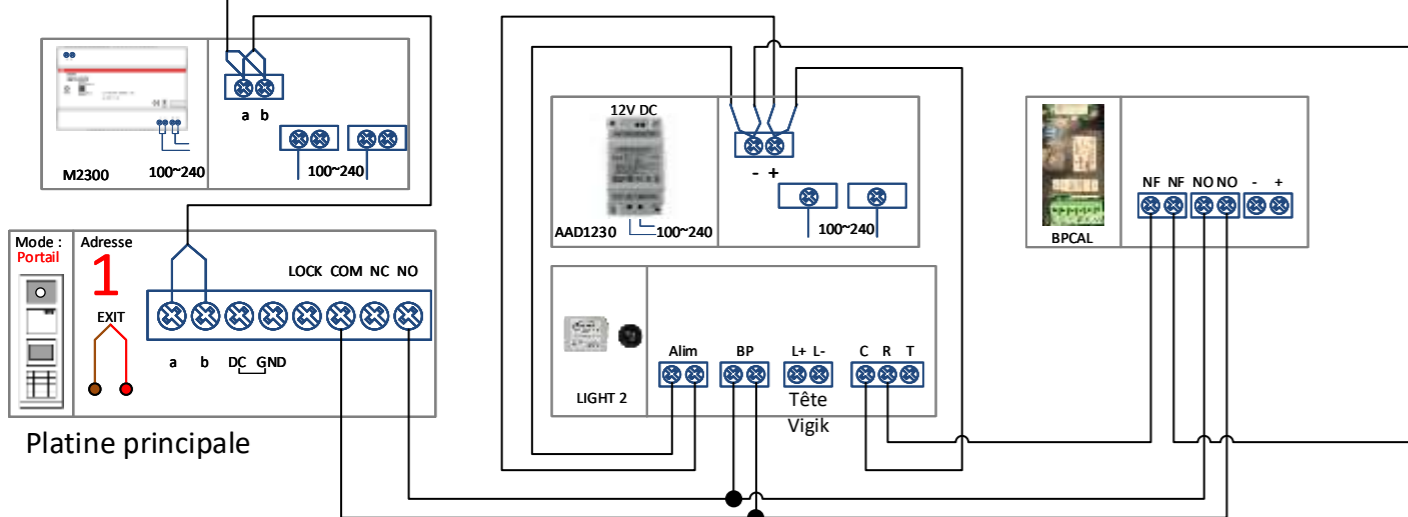 a b
M2300
100~240
100~240
12V DC
- +
AAD1230
100~240
100~240
NF NF NO NO - +
BPCAL
Mode :
Portail
Adresse
1
EXIT
LOCK COM NC NO
a b DC GND
Platine principale
Alim BP L+ L- C R T
LIGHT 2
Tête
Vigik